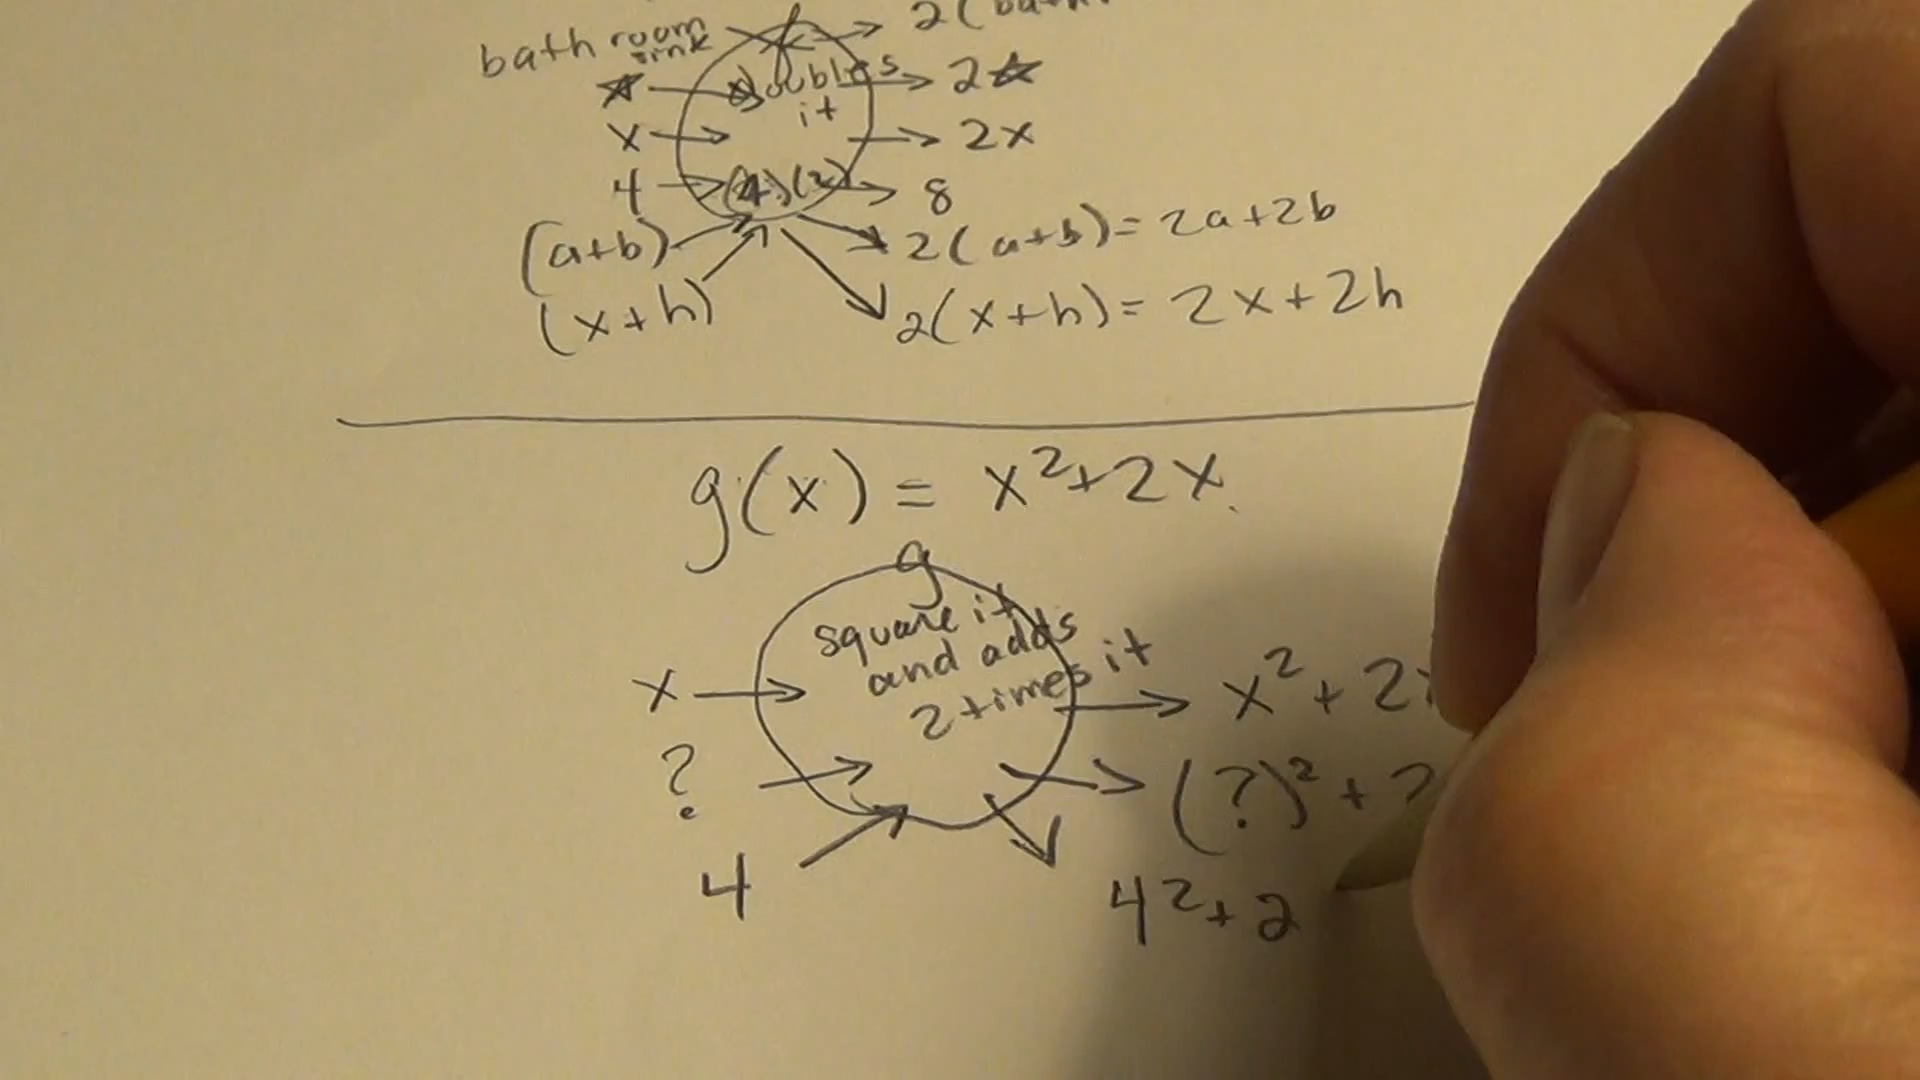 bath room sink → f → 2(
☆ → doubles it → 2☆
x → → 2x
4 → (4)(2) → 8
(a+b) → 2(a+b) = 2a+2b
(x+h) → 2(x+h) = 2x+2h
g(x) = x²+2x
g
square it
and adds
2 times it
x → → x² + 2
? → → (?)² + ?
4 → → 4² + 2